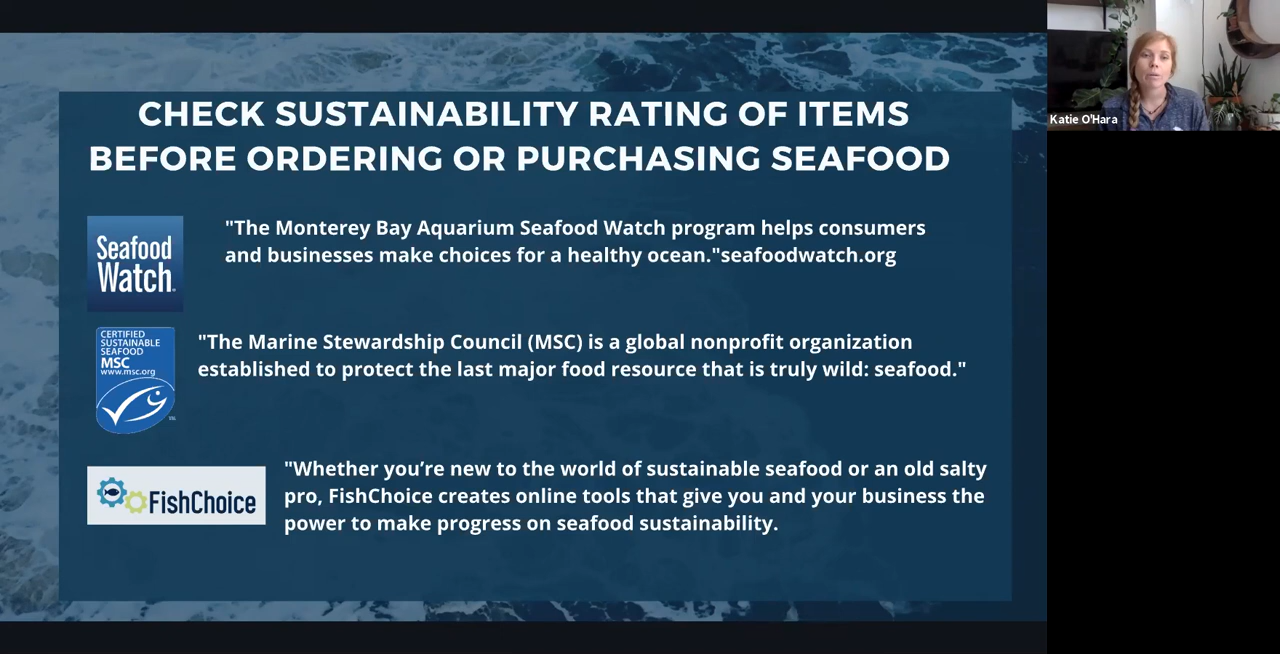 CHECK SUSTAINABILITY RATING OF ITEMS
BEFORE ORDERING OR PURCHASING SEAFOOD
Seafood
Watch
"The Monterey Bay Aquarium Seafood Watch program helps consumers
and businesses make choices for a healthy ocean."seafoodwatch.org
CERTIFIED
SUSTAINABLE
SEAFOOD
MSC
www.msc.org
"The Marine Stewardship Council (MSC) is a global nonprofit organization
established to protect the last major food resource that is truly wild: seafood."
FishChoice
"Whether you’re new to the world of sustainable seafood or an old salty
pro, FishChoice creates online tools that give you and your business the
power to make progress on seafood sustainability.
Katie O'Hara